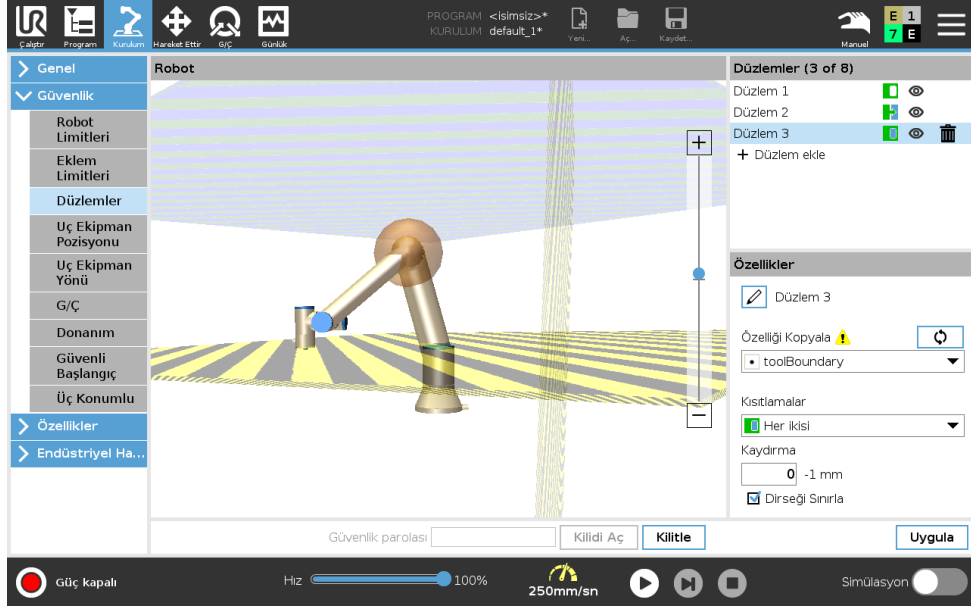 UR
PROGRAM <isimsiz>*
KURULUM default_1*
Çalıştır
Program
Kurulum
Hareket Ettir
G/Ç
Günlük
Yeni...
Aç...
Kaydet...
Manuel
E 1
7 E
Genel
Güvenlik
Robot
Limitleri
Eklem
Limitleri
Düzlemler
Uç Ekipman
Pozisyonu
Uç Ekipman
Yönü
G/Ç
Donanım
Güvenli
Başlangıç
Üç Konumlu
Özellikler
Endüstriyel Ha...
Robot
Düzlemler (3 of 8)
Düzlem 1
Düzlem 2
Düzlem 3
+ Düzlem ekle
Özellikler
Düzlem 3
Özelliği Kopyala
toolBoundary
Kısıtlamalar
Her ikisi
Kaydırma
0 -1 mm
Dirseği Sınırla
Güvenlik parolası
Kilidi Aç
Kilitle
Uygula
Güç kapalı
Hız
100%
250mm/sn
Simülasyon